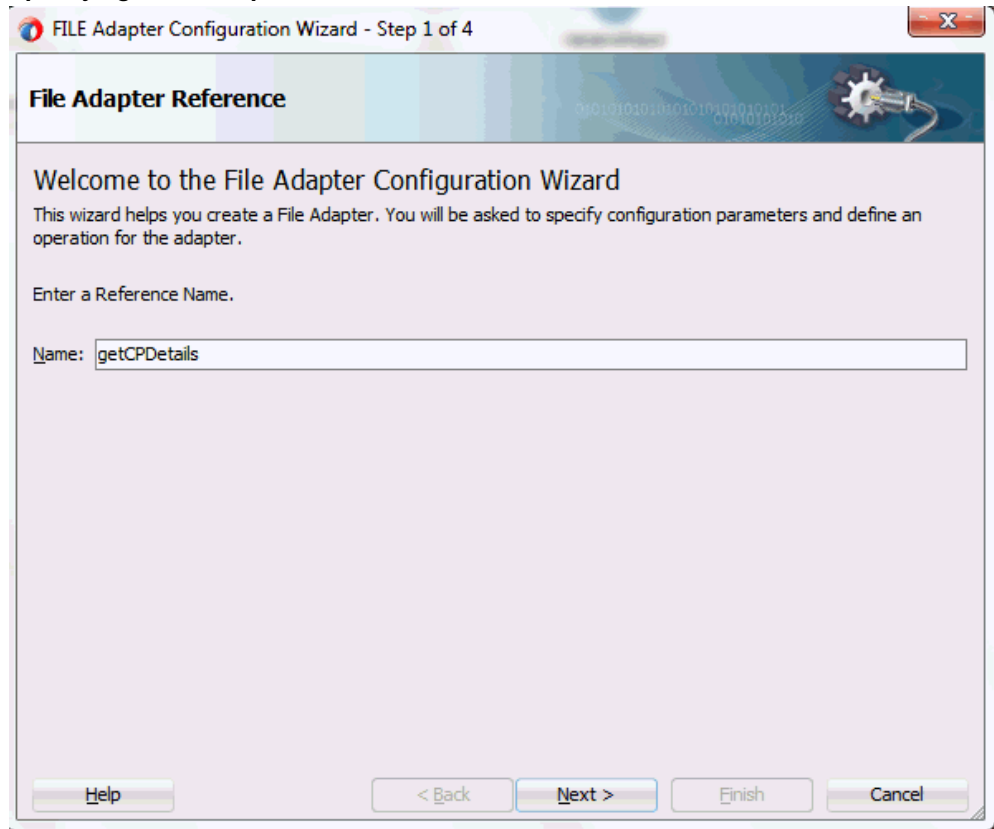 FILE Adapter Configuration Wizard - Step 1 of 4
File Adapter Reference
Welcome to the File Adapter Configuration Wizard
This wizard helps you create a File Adapter. You will be asked to specify configuration parameters and define an
operation for the adapter.
Enter a Reference Name.
Name: getCPDetails
Help < Back Next > Finish Cancel